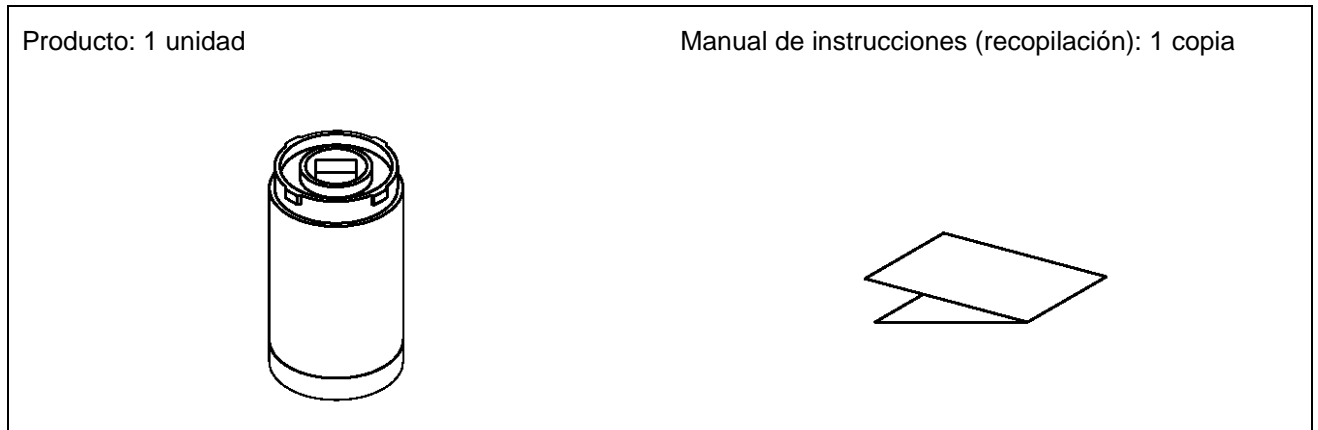 Producto: 1 unidad
Manual de instrucciones (recopilación): 1 copia